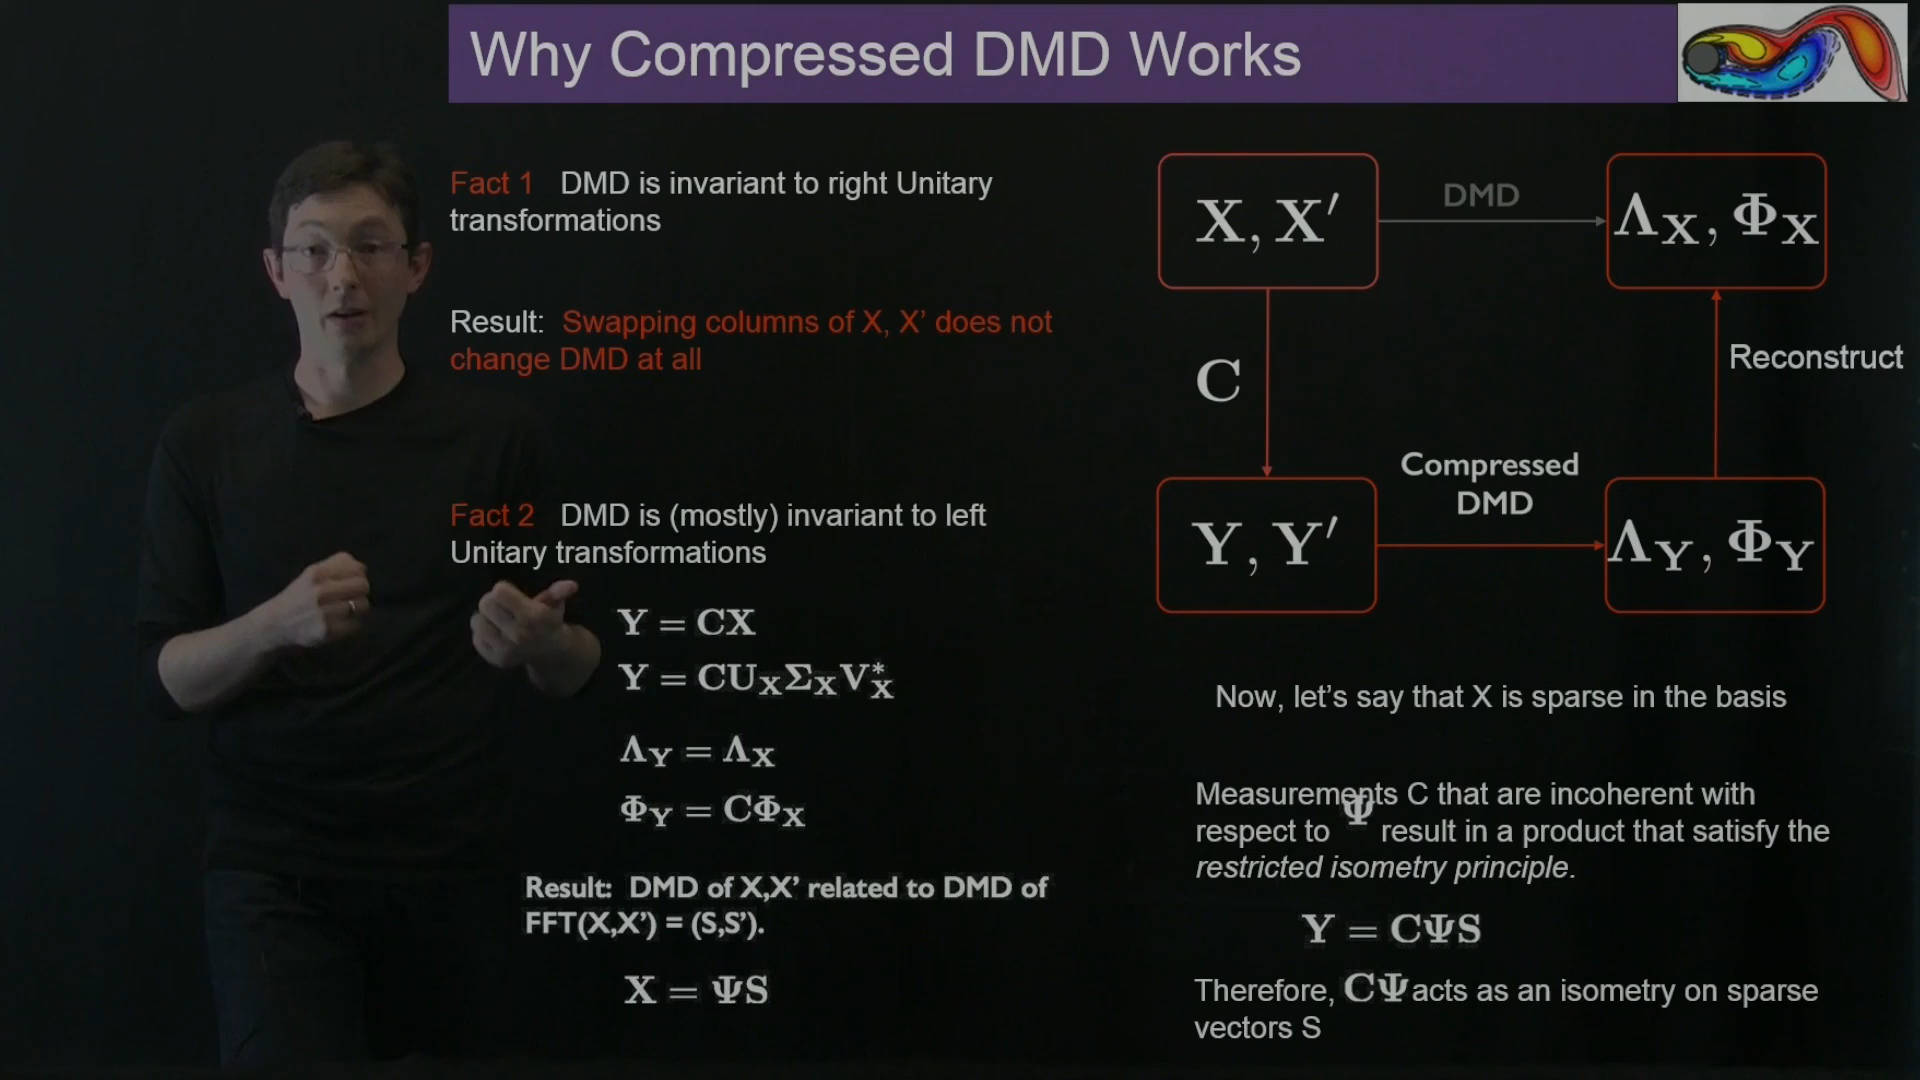 Why Compressed DMD Works
Fact 1 DMD is invariant to right Unitary
transformations
Result: Swapping columns of X, X’ does not
change DMD at all
Fact 2 DMD is (mostly) invariant to left
Unitary transformations
Y = CX
Y = CU_X Σ_X V*_X
Λ_Y = Λ_X
Φ_Y = CΦ_X
Result: DMD of X,X’ related to DMD of
FFT(X,X’) = (S,S’).
X = ΨS
X, X′
DMD
Λ_X, Φ_X
C
Reconstruct
Y, Y′
Compressed
DMD
Λ_Y, Φ_Y
Now, let’s say that X is sparse in the basis
Measurements C that are incoherent with
respect to Ψ result in a product that satisfy the
restricted isometry principle.
Y = CΨS
Therefore, CΨ acts as an isometry on sparse
vectors S